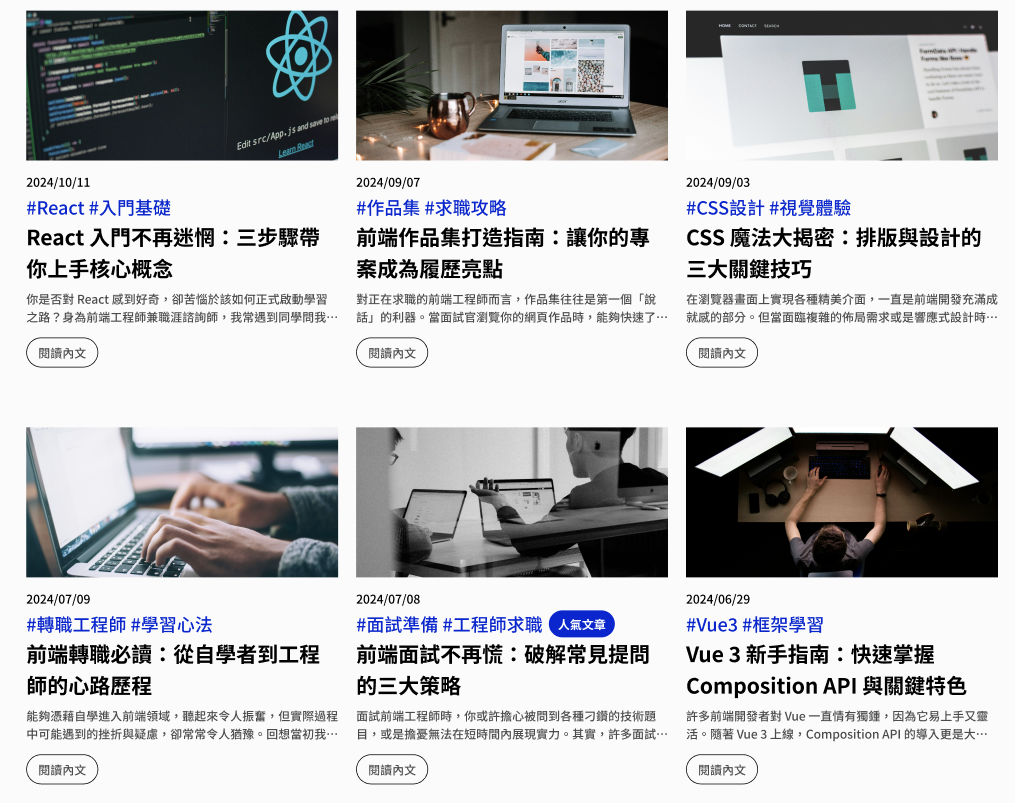 Edit src/App.js and save to rel
Learn React
2024/10/11
#React #入門基礎
React 入門不再迷惘：三步驟帶
你上手核心概念
你是否對 React 感到好奇，卻苦惱於該如何正式啟動學習
之路？身為前端工程師兼職涯諮詢師，我常遇到同學問我…
閱讀內文
acer
2024/09/07
#作品集 #求職攻略
前端作品集打造指南：讓你的專
案成為履歷亮點
對正在求職的前端工程師而言，作品集往往是第一個「說
話」的利器。當面試官瀏覽你的網頁作品時，能夠快速了…
閱讀內文
HOME CONTACT SEARCH
FormData API - Handle
Forms like Boss
2024/09/03
#CSS設計 #視覺體驗
CSS 魔法大揭密：排版與設計的
三大關鍵技巧
在瀏覽器畫面上實現各種精美介面，一直是前端開發充滿成
就感的部分。但當面臨複雜的佈局需求或是響應式設計時…
閱讀內文
2024/07/09
#轉職工程師 #學習心法
前端轉職必讀：從自學者到工程
師的心路歷程
能夠憑藉自學進入前端領域，聽起來令人振奮，但實際過程
中可能遇到的挫折與疑慮，卻常常令人猶豫。回想當初我…
閱讀內文
2024/07/08
#面試準備 #工程師求職 人氣文章
前端面試不再慌：破解常見提問
的三大策略
面試前端工程師時，你或許擔心被問到各種刁鑽的技術題
目，或是擔憂無法在短時間內展現實力。其實，許多面試…
閱讀內文
2024/06/29
#Vue3 #框架學習
Vue 3 新手指南：快速掌握
Composition API 與關鍵特色
許多前端開發者對 Vue 一直情有獨鍾，因為它易上手又靈
活。隨著 Vue 3 上線，Composition API 的導入更是大…
閱讀內文